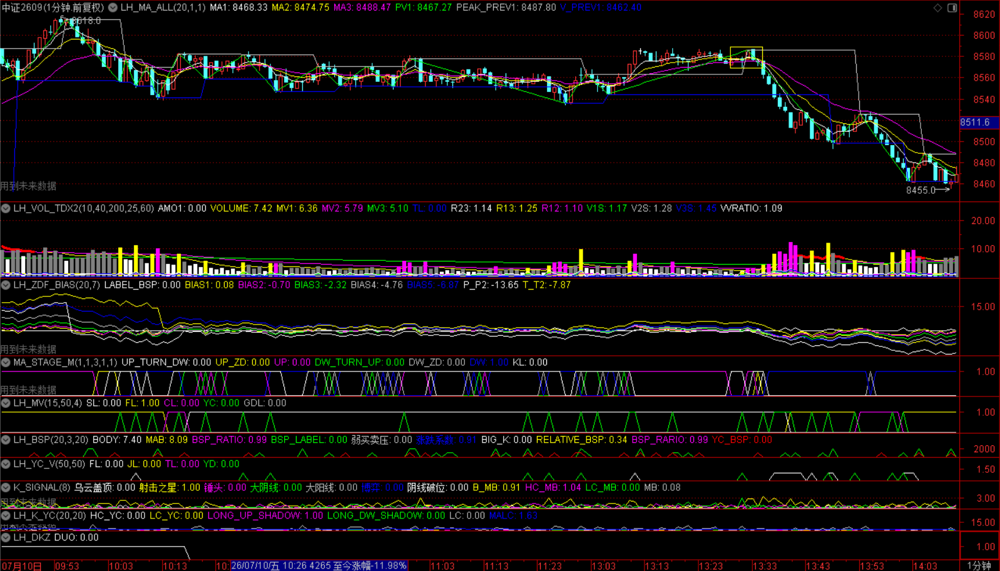 中证2609(1分钟.前复权) LH_MA_ALL(20,1,1) MA1: 8468.33 MA2: 8474.75 MA3: 8488.47 PV1: 8467.27 PEAK_PREV1: 8487.80 V_PREV1: 8462.40
8618.0
8620
8600
8580
8560
8540
8511.6
8500
8480
8460
用到未来数据
8455.0
LH_VOL_TDX2(10,40,200,25,60) AMO1: 0.00 VOLUME: 7.42 MV1: 6.36 MV2: 5.79 MV3: 5.10 TL: 0.00 R23: 1.14 R13: 1.25 R12: 1.10 V1S: 1.17 V2S: 1.28 V3S: 1.45 VVRATIO: 1.09
20.00
10.00
LH_ZDF_BIAS(20,7) LABEL_BSP: 0.00 BIAS1: 0.08 BIAS2: -0.70 BIAS3: -2.32 BIAS4: -4.76 BIAS5: -6.87 P_P2: -13.65 T_T2: -7.87
15.00
用到未来数据
MA_STAGE_M(1,1,3,1,1) UP_TURN_DW: 0.00 UP_ZD: 0.00 UP: 0.00 DW_TURN_UP: 0.00 DW_ZD: 0.00 DW: 1.00 KL: 0.00
1.00
用到未来数据
LH_MV(15,50,4) SL: 0.00 FL: 1.00 CL: 0.00 YC: 0.00 GDL: 0.00
1.00
LH_BSP(20,3,20) BODY: 7.40 MAB: 8.09 BSP_RATIO: 0.99 BSP_LABEL: 0.00 弱买卖压: 0.00 涨跌系数: 0.91 BIG_K: 0.00 RELATIVE_BSP: 0.34 BSP_RARIO: 0.99 YC_BSP: 0.00
2000
LH_YC_V(50,50) FL: 0.00 JL: 0.00 TL: 0.00 YD: 0.00
1.50
K_SIGNAL(8) 乌云盖顶: 0.00 射击之星: 1.00 锤头: 0.00 大阴线: 0.00 大阳线: 0.00 博弈: 0.00 阴线破位: 0.00 B_MB: 0.91 HC_MB: 1.04 LC_MB: 0.00 MB: 0.08
3.00
用到未来数据
LH_K_YC(20,20) HC_YC: 0.00 LC_YC: 0.00 LONG_UP_SHADOW: 1.00 LONG_DW_SHADOW: 0.00 LC: 0.00 MALC: 1.63
15.00
用到未来数据
LH_DKZ DUO: 0.00
1.00
07月10日 09:53 10:03 10:13 10: 26/07/10/五 10:26 4265 至今涨幅-11.98% 11:03 11:13 11:23 13:03 13:13 13:23 13:33 13:43 13:53 14:03 1分钟